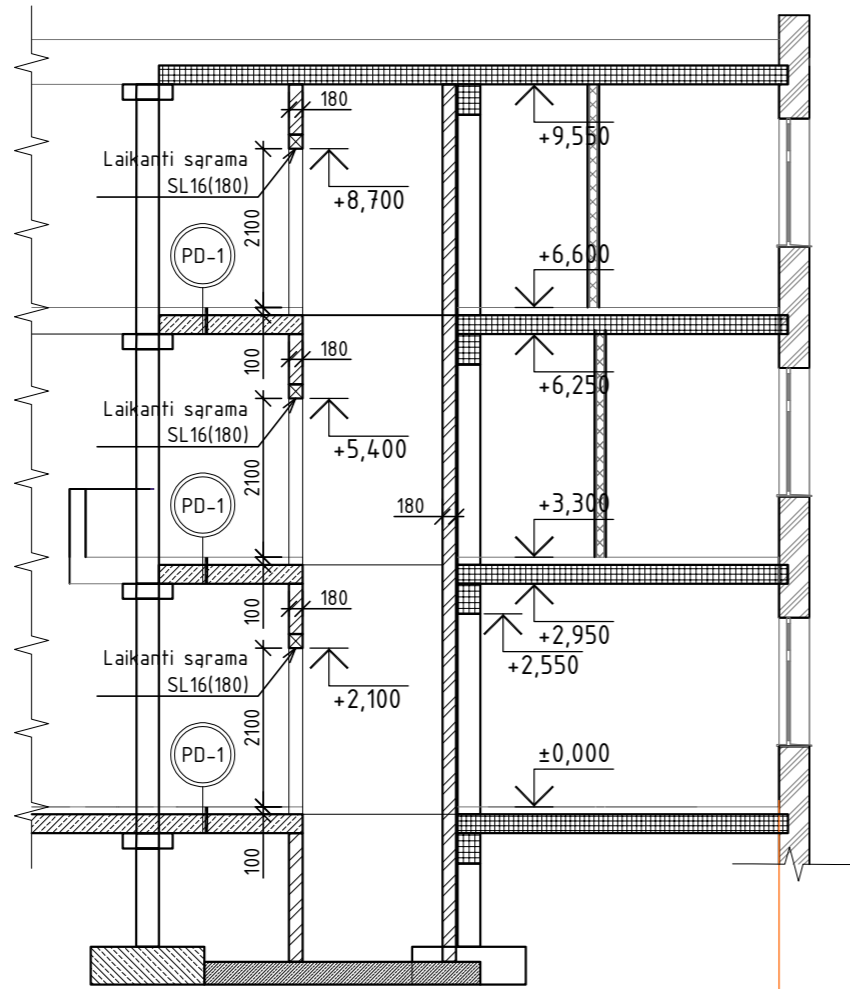 180
+9,550
Laikanti sąrama
SL16(180)
+8,700
2100
PD-1
+6,600
180
100
+6,250
Laikanti sąrama
SL16(180)
+5,400
2100
PD-1
180
+3,300
180
100
+2,950
+2,550
Laikanti sąrama
SL16(180)
+2,100
2100
PD-1
±0,000
100